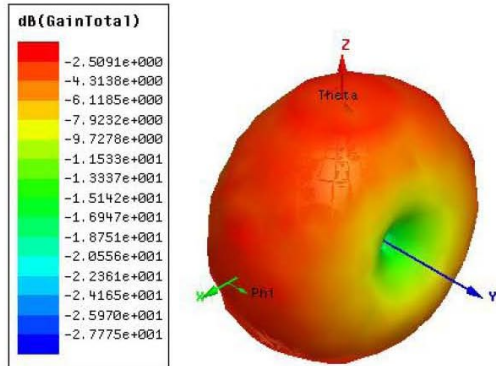 dB(GainTotal)
-2.5091e+000
-4.3138e+000
-6.1185e+000
-7.9232e+000
-9.7278e+000
-1.1533e+001
-1.3337e+001
-1.5142e+001
-1.6947e+001
-1.8751e+001
-2.0556e+001
-2.2361e+001
-2.4165e+001
-2.5970e+001
-2.7775e+001
Z
Theta
X
Phi
Y